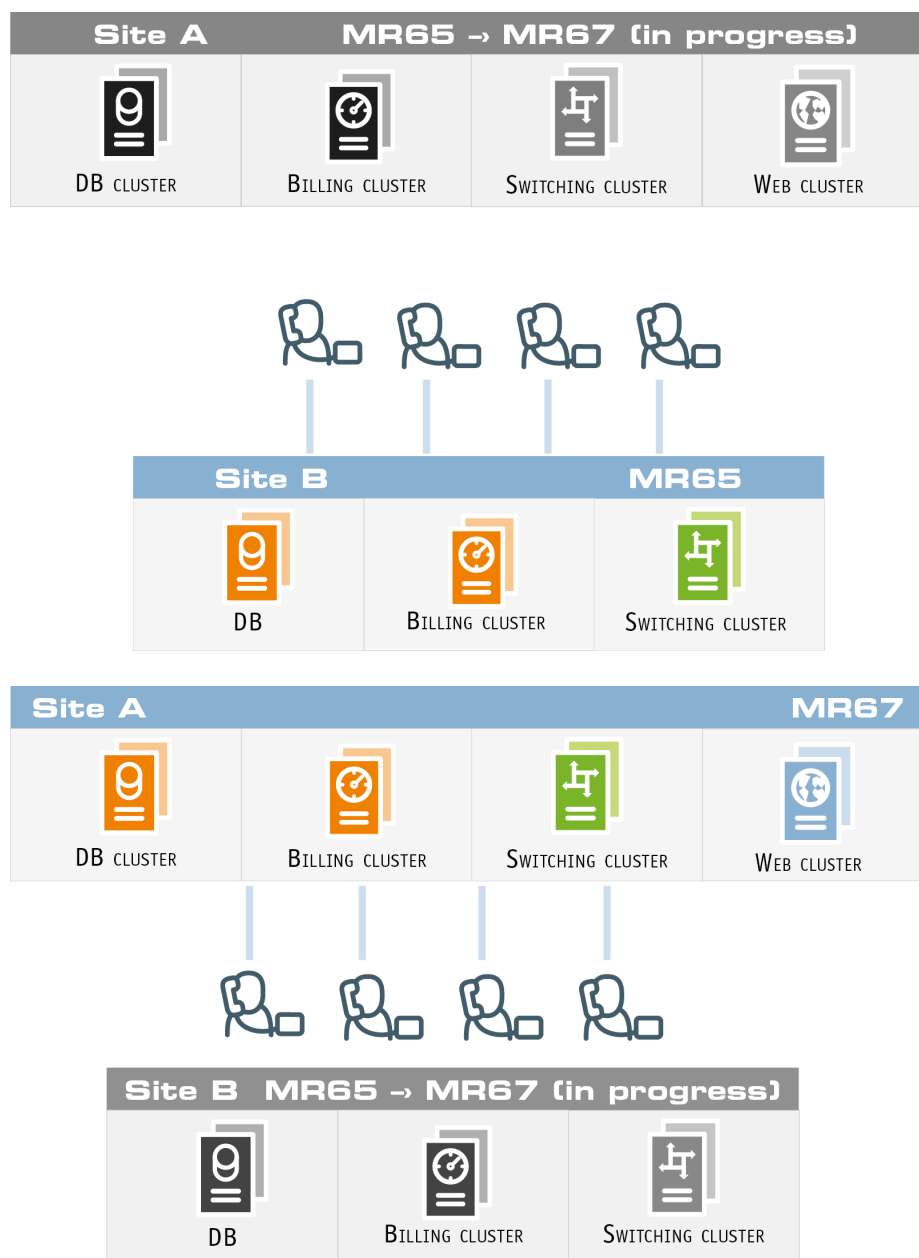 Site A MR65 → MR67 (in progress)
DB CLUSTER BILLING CLUSTER SWITCHING CLUSTER WEB CLUSTER
Site B MR65
DB BILLING CLUSTER SWITCHING CLUSTER
Site A MR67
DB CLUSTER BILLING CLUSTER SWITCHING CLUSTER WEB CLUSTER
Site B MR65 → MR67 (in progress)
DB BILLING CLUSTER SWITCHING CLUSTER